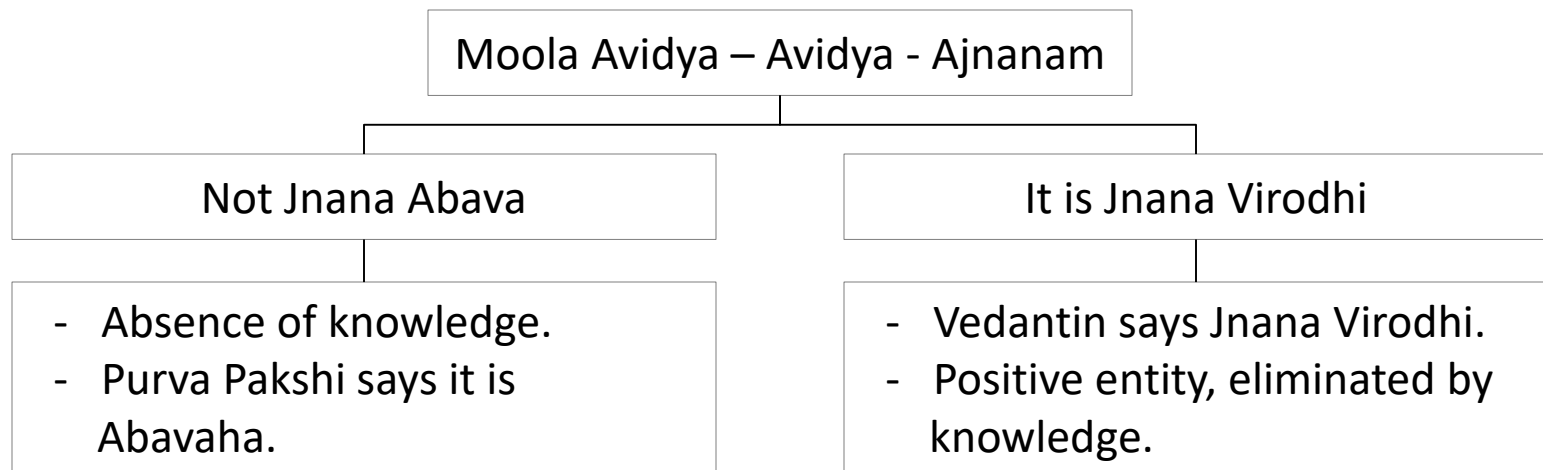 Moola Avidya – Avidya - Ajnanam
Not Jnana Abava
It is Jnana Virodhi
- Absence of knowledge.
- Purva Pakshi says it is
Abavaha.
- Vedantin says Jnana Virodhi.
- Positive entity, eliminated by
knowledge.